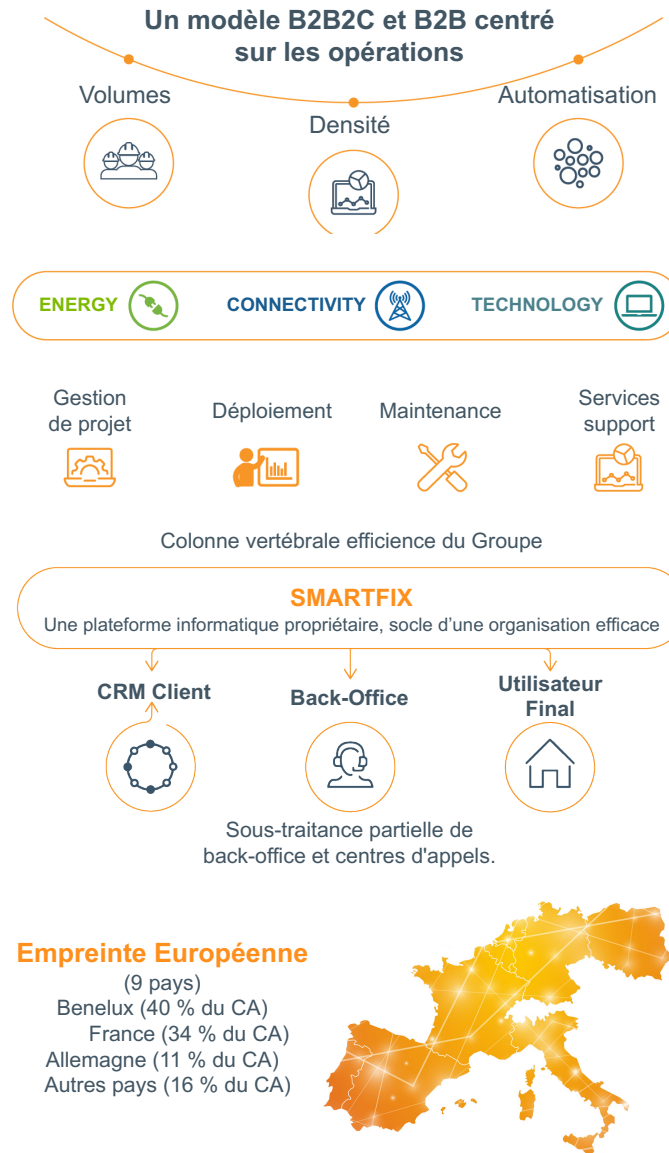 Un modèle B2B2C et B2B centré
sur les opérations
Volumes
Densité
Automatisation
ENERGY
CONNECTIVITY
TECHNOLOGY
Gestion
de projet
Déploiement
Maintenance
Services
support
Colonne vertébrale efficience du Groupe
SMARTFIX
Une plateforme informatique propriétaire, socle d’une organisation efficace
CRM Client
Back-Office
Utilisateur
Final
Sous-traitance partielle de
back-office et centres d'appels.
Empreinte Européenne
(9 pays)
Benelux (40 % du CA)
France (34 % du CA)
Allemagne (11 % du CA)
Autres pays (16 % du CA)